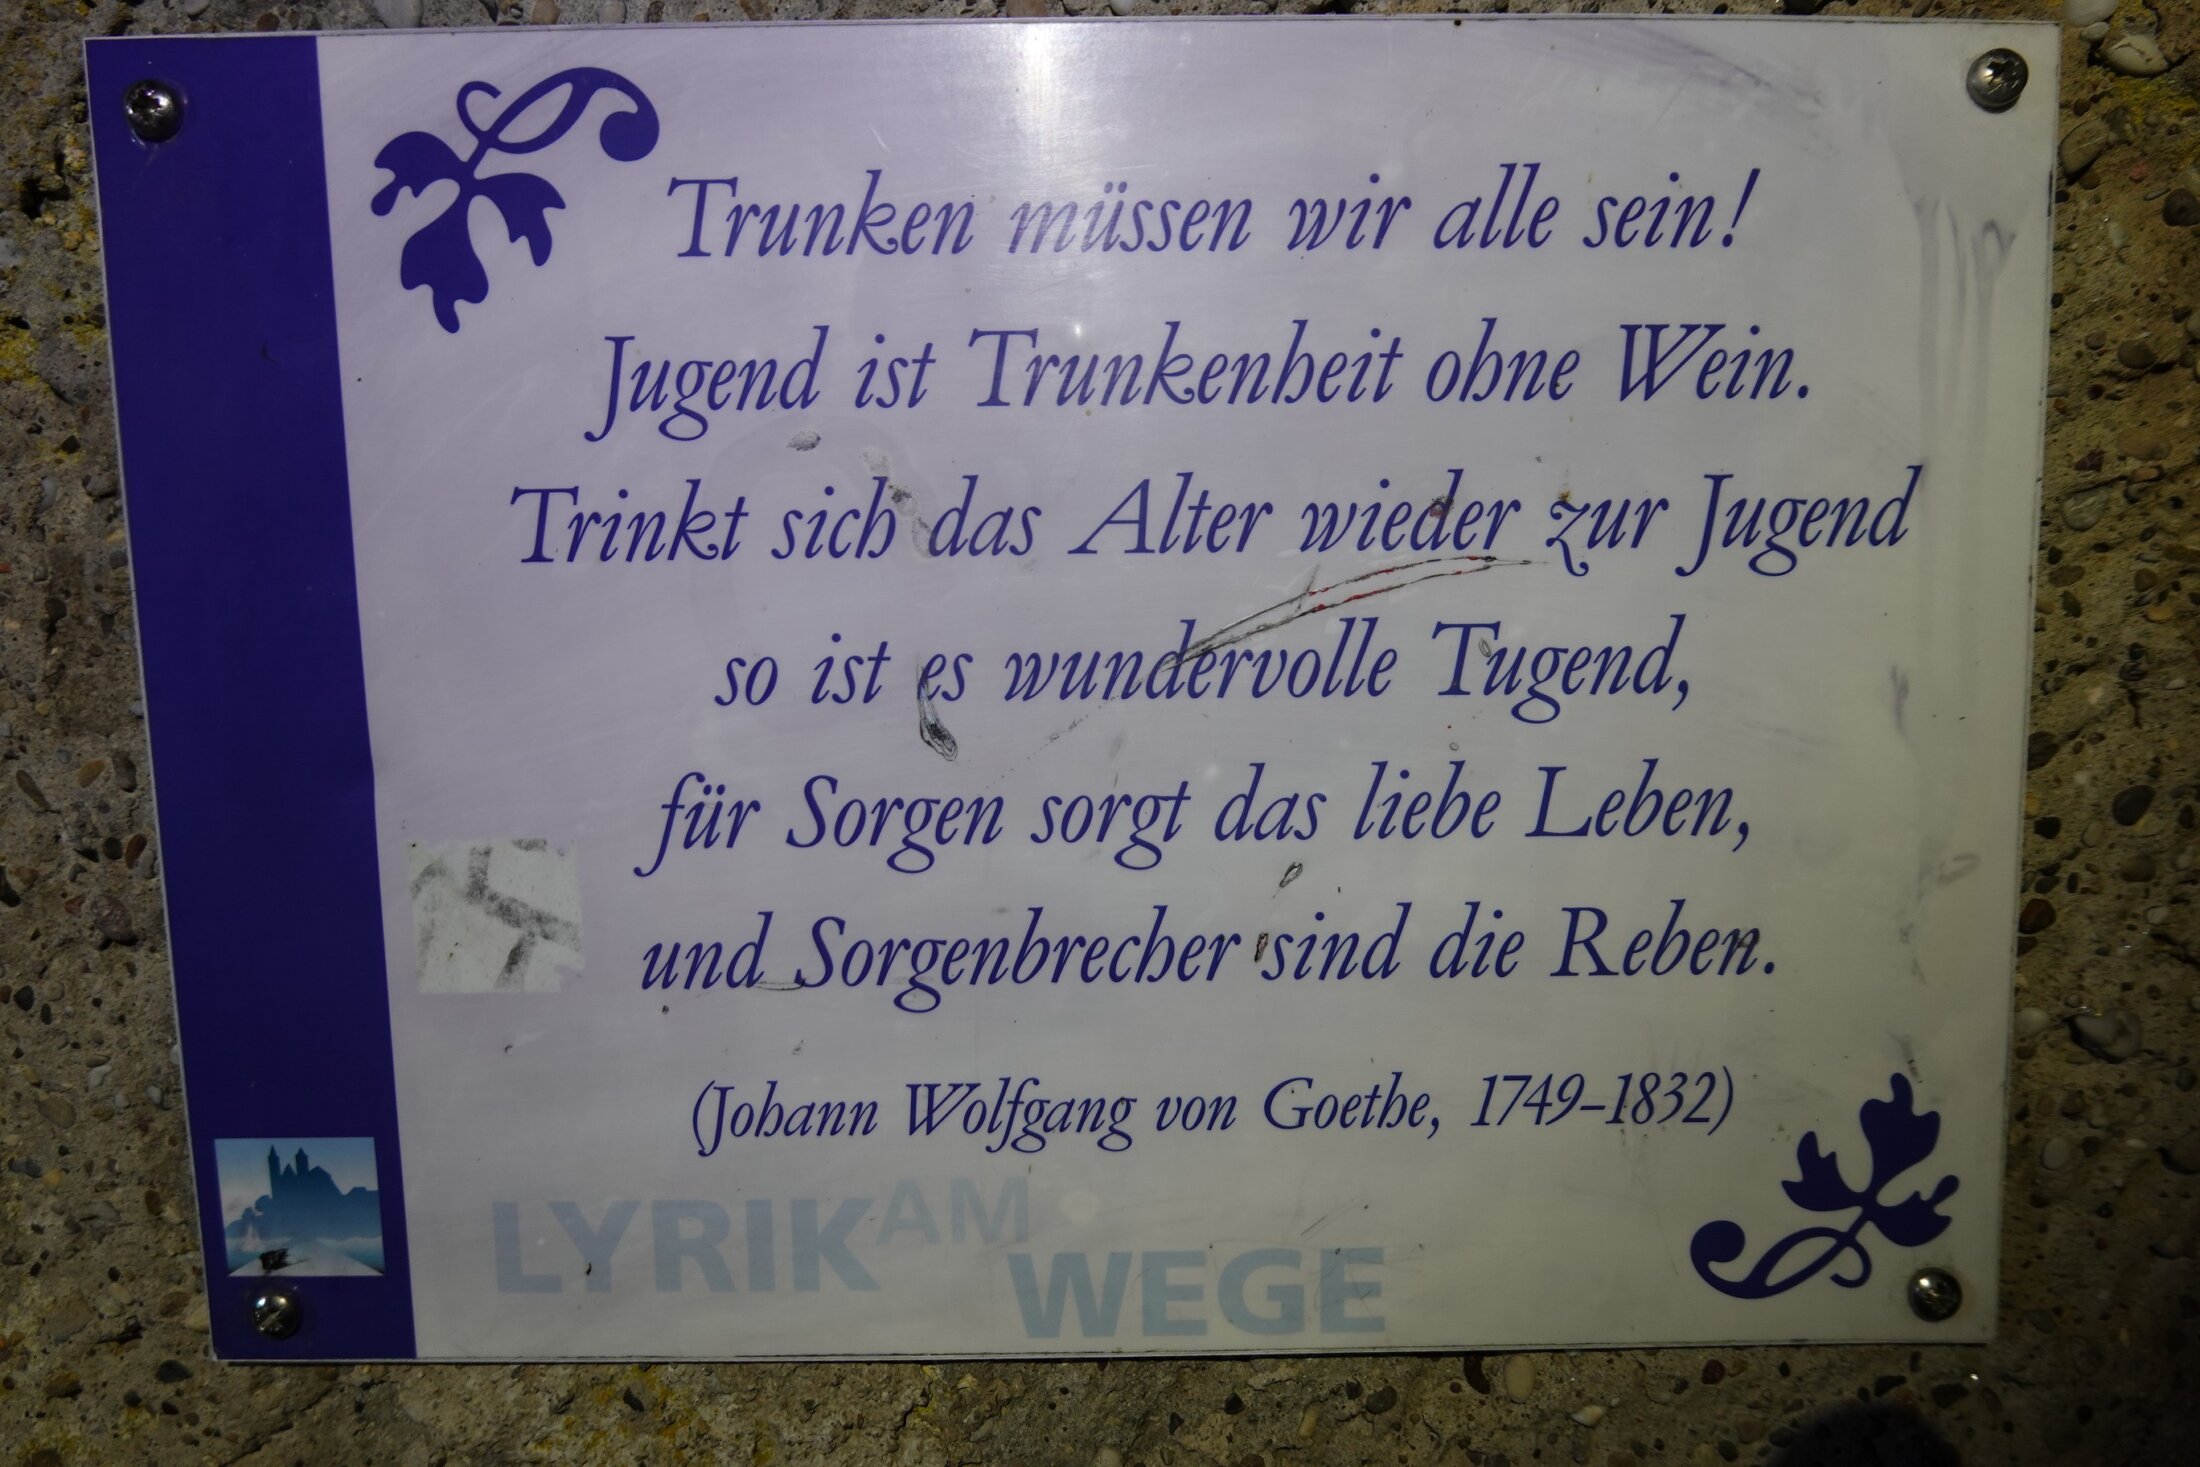 Trunken müssen wir alle sein!
Jugend ist Trunkenheit ohne Wein.
Trinkt sich das Alter wieder zur Jugend
so ist es wundervolle Tugend,
für Sorgen sorgt das liebe Leben,
und Sorgenbrecher sind die Reben.
(Johann Wolfgang von Goethe, 1749–1832)
LYRIK AM
WEGE